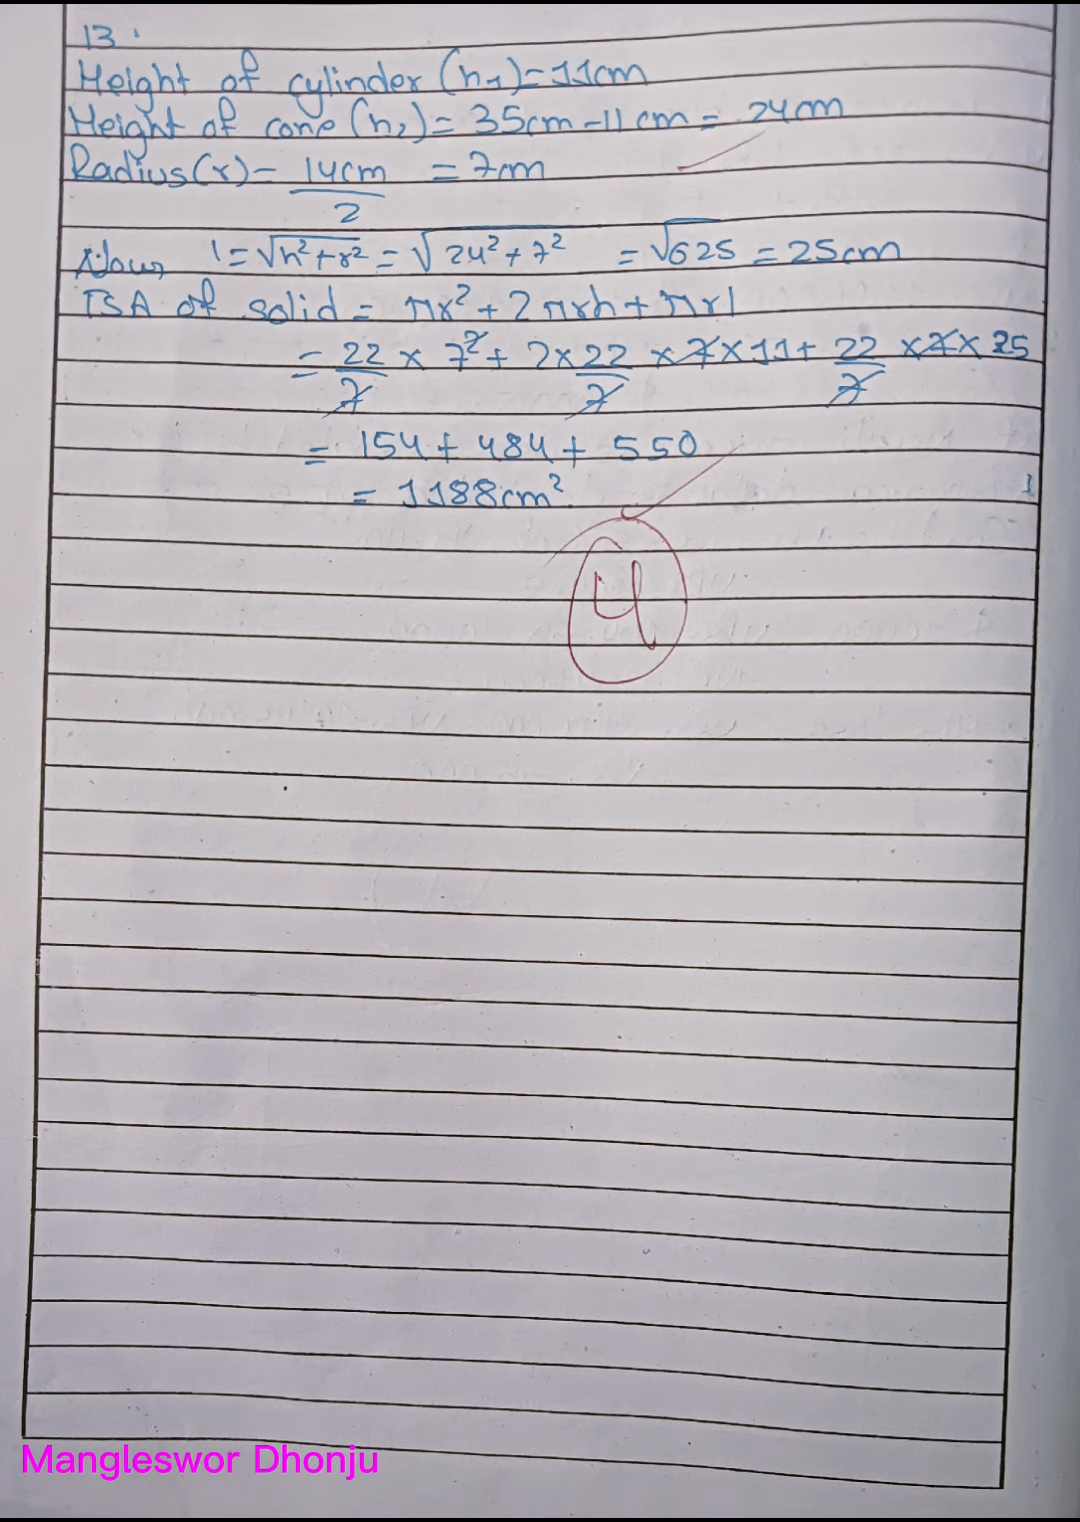 13.
Height of cylinder (h1)= 11cm
Height of cone (h2)= 35cm - 11cm = 24cm
Radius(r)= 14cm/2 = 7cm
Now, l = √h²+r² = √24²+7² = √625 = 25cm
TSA of solid = πr² + 2πrh + πrl
= 22/7 × 7² + 2×22/7 ×7×11+ 22/7 ×7×25
= 154 + 484 + 550
= 1188cm².
4
Mangleswor Dhonju